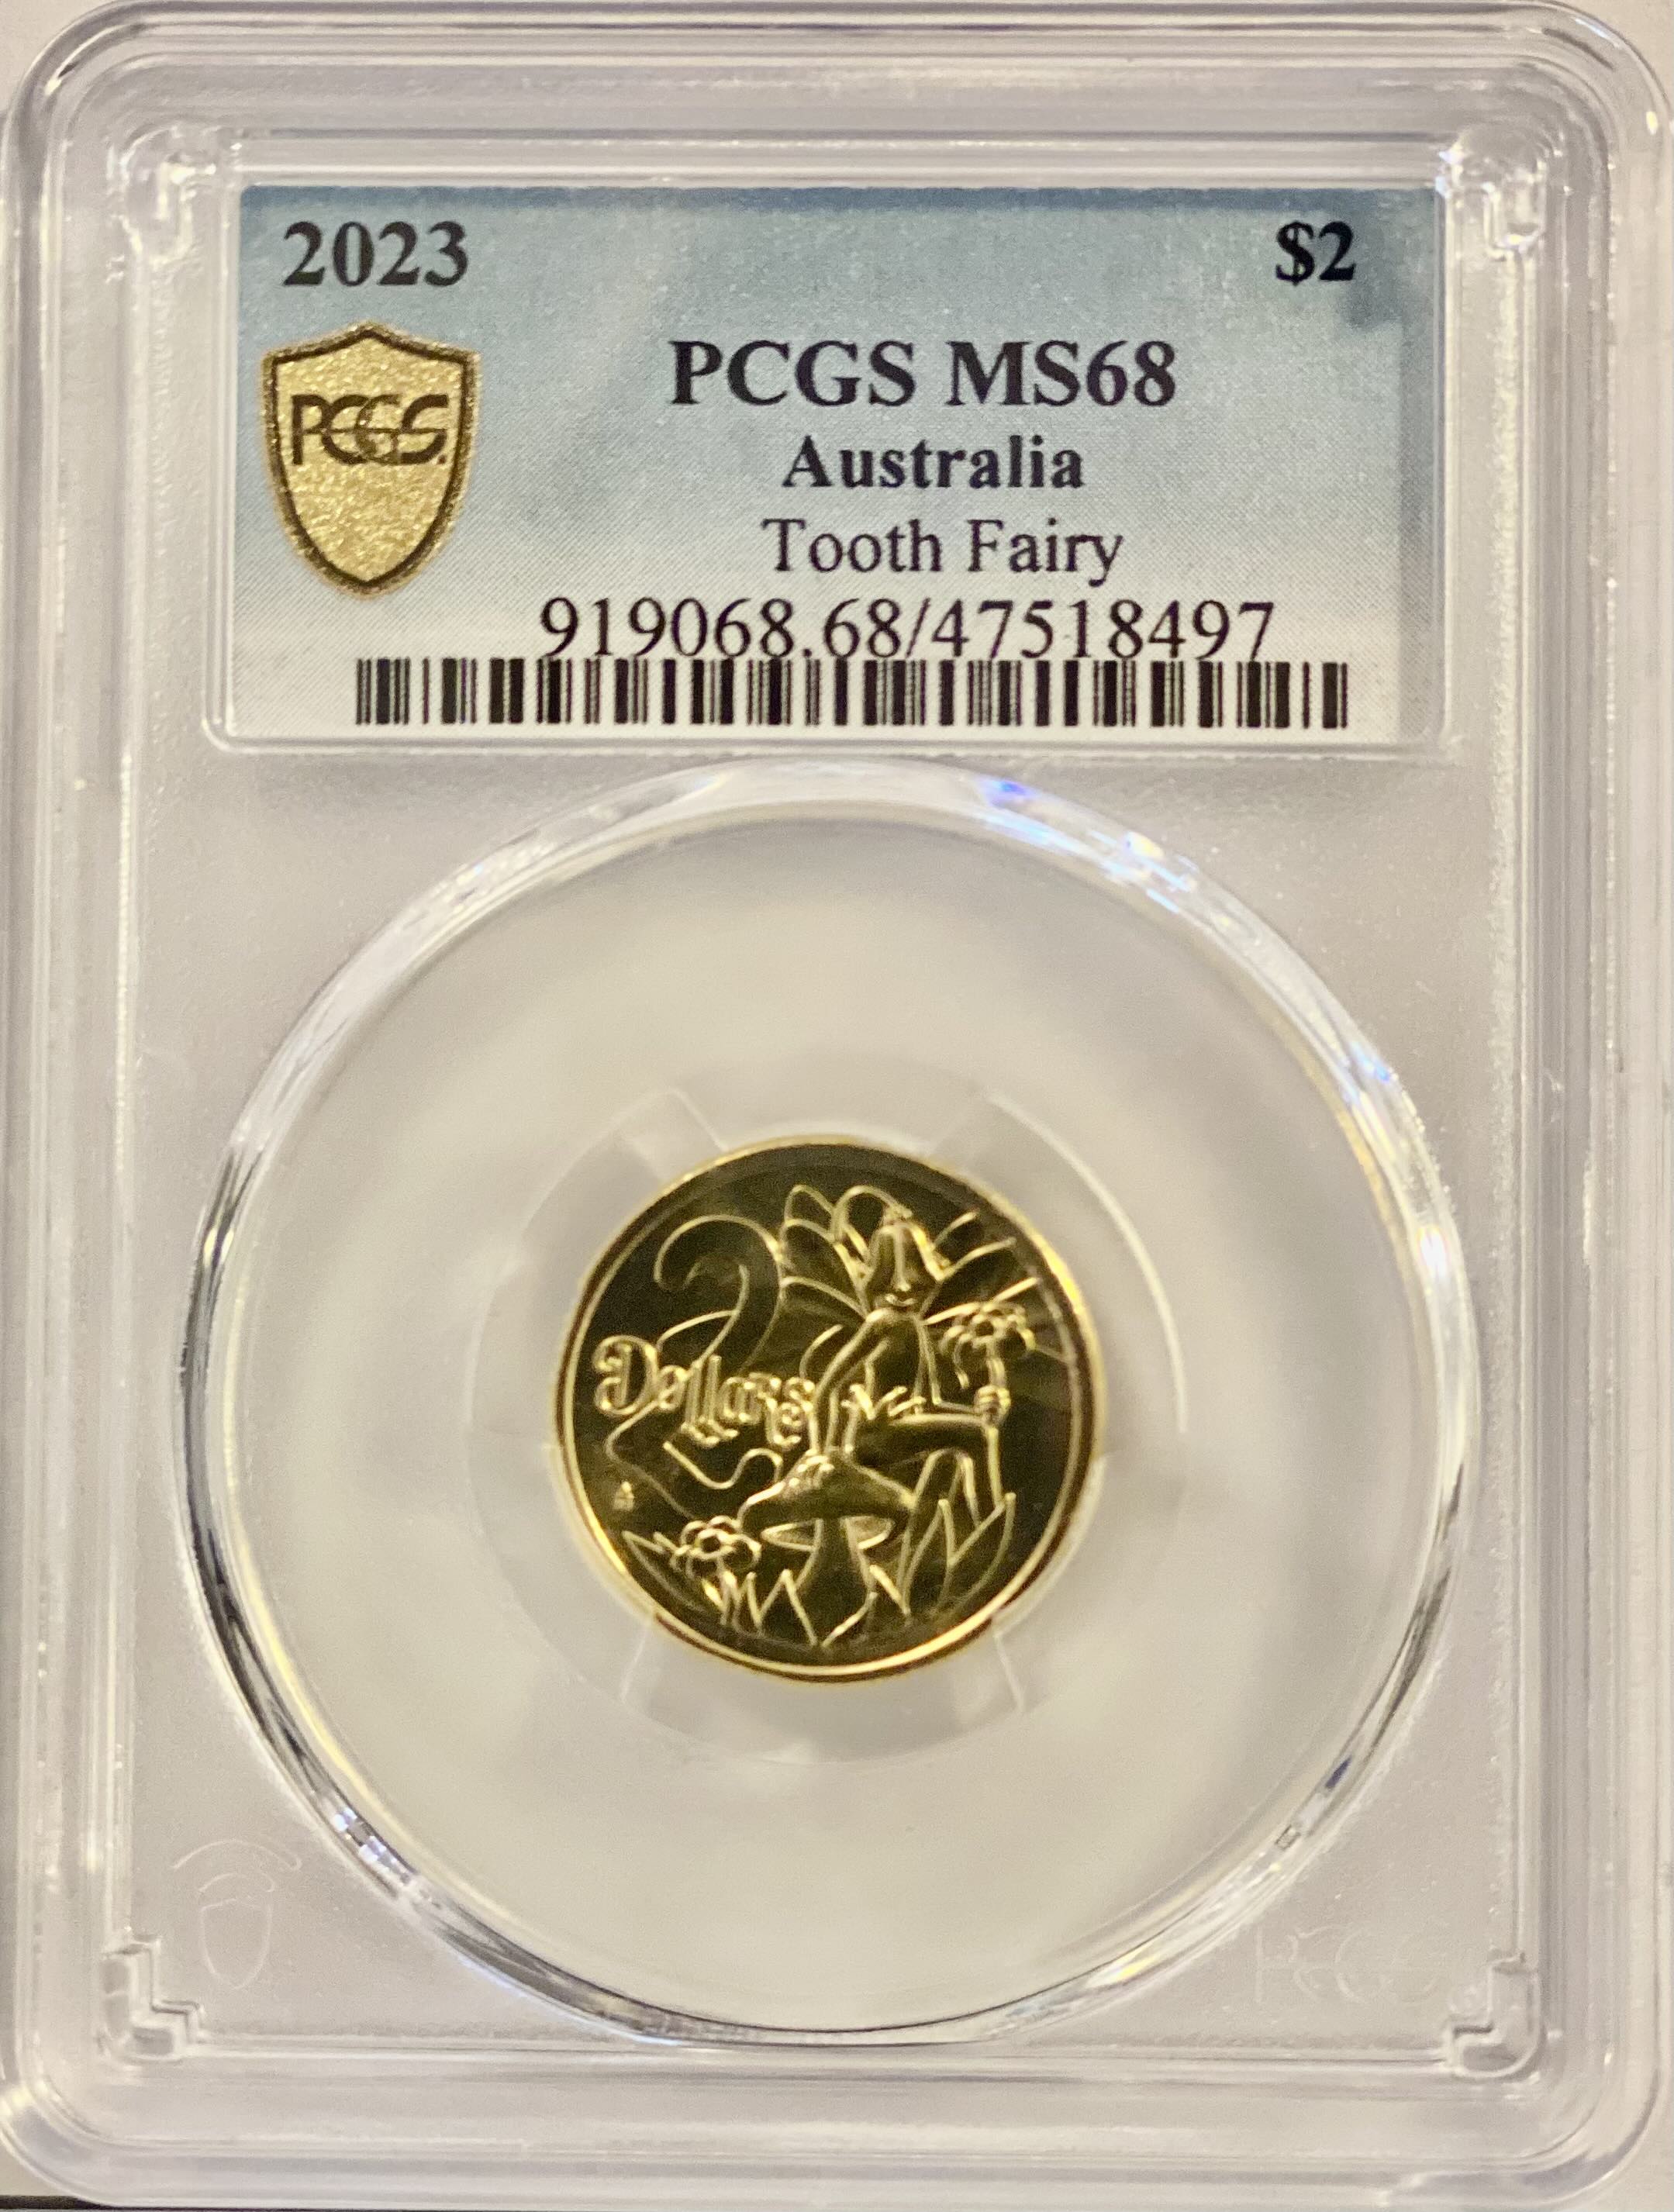 2023 $2
PCGS MS68
PCGS
Australia
Tooth Fairy
919068.68/47518497
2
Dollars